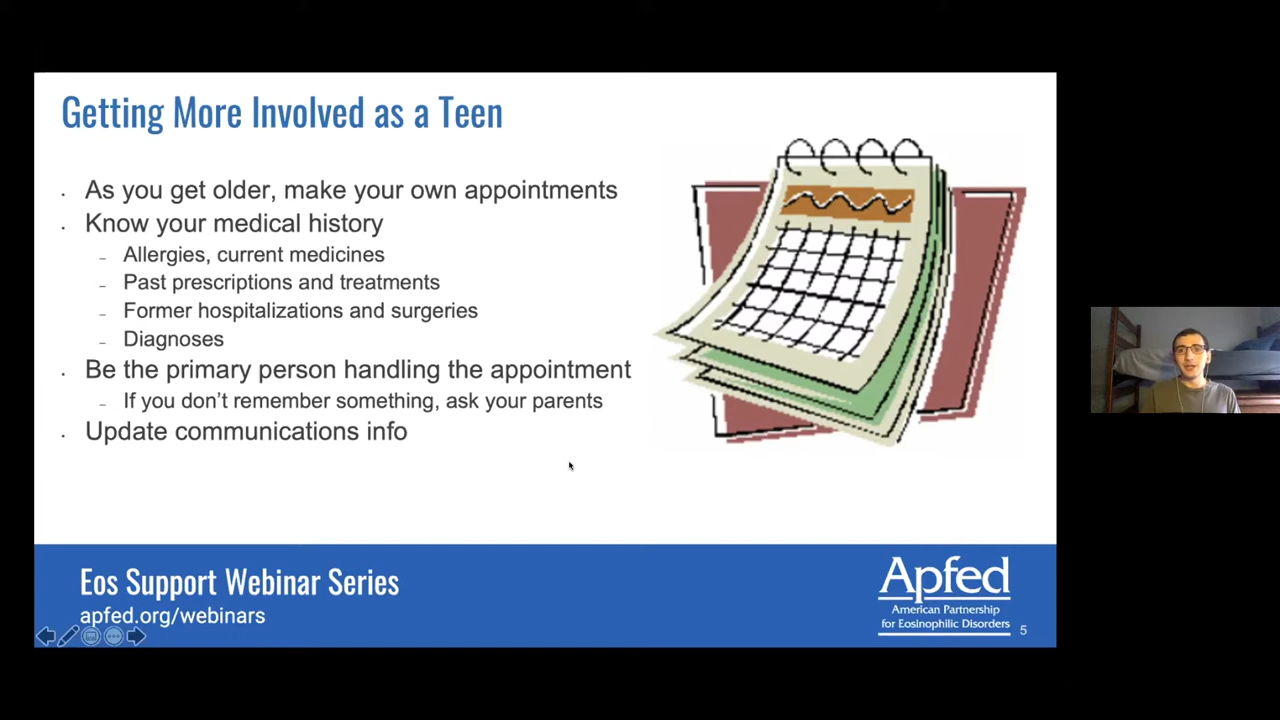 Getting More Involved as a Teen
· As you get older, make your own appointments
· Know your medical history
– Allergies, current medicines
– Past prescriptions and treatments
– Former hospitalizations and surgeries
– Diagnoses
· Be the primary person handling the appointment
– If you don’t remember something, ask your parents
· Update communications info
Eos Support Webinar Series
apfed.org/webinars
Apfed
American Partnership
for Eosinophilic Disorders
5